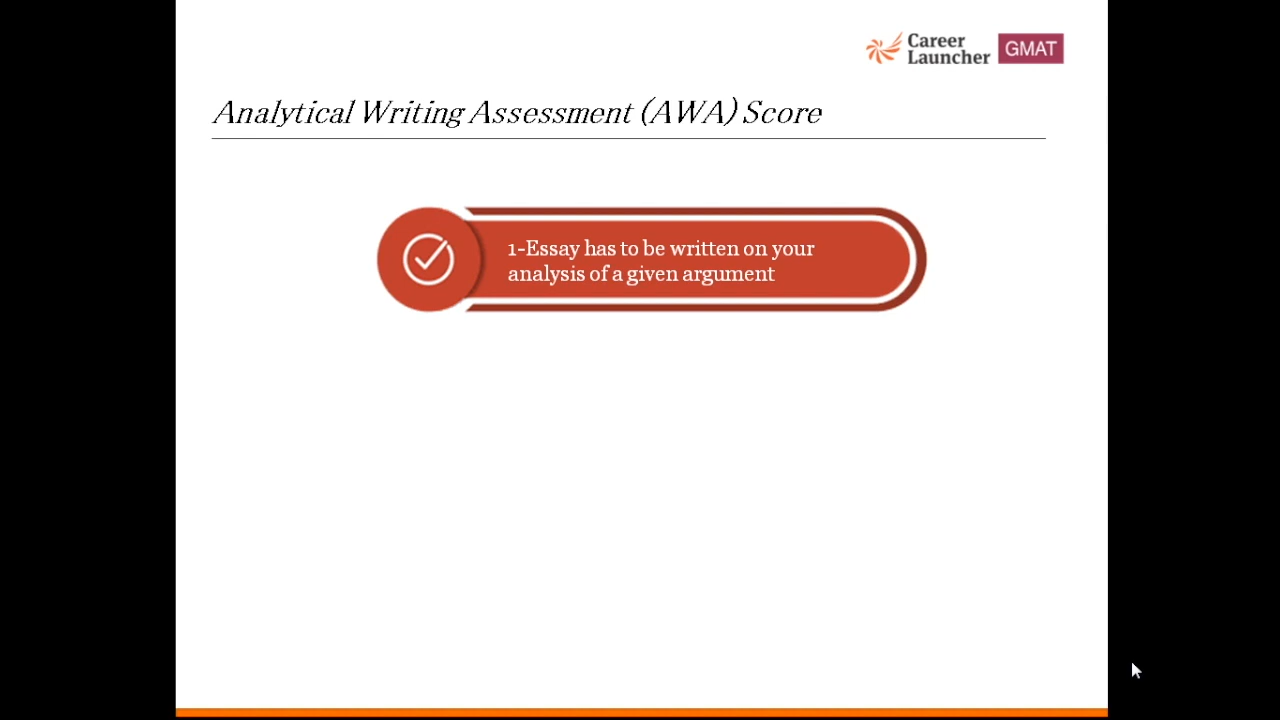 Career
Launcher
GMAT
Analytical Writing Assessment (AWA) Score
1-Essay has to be written on your
analysis of a given argument